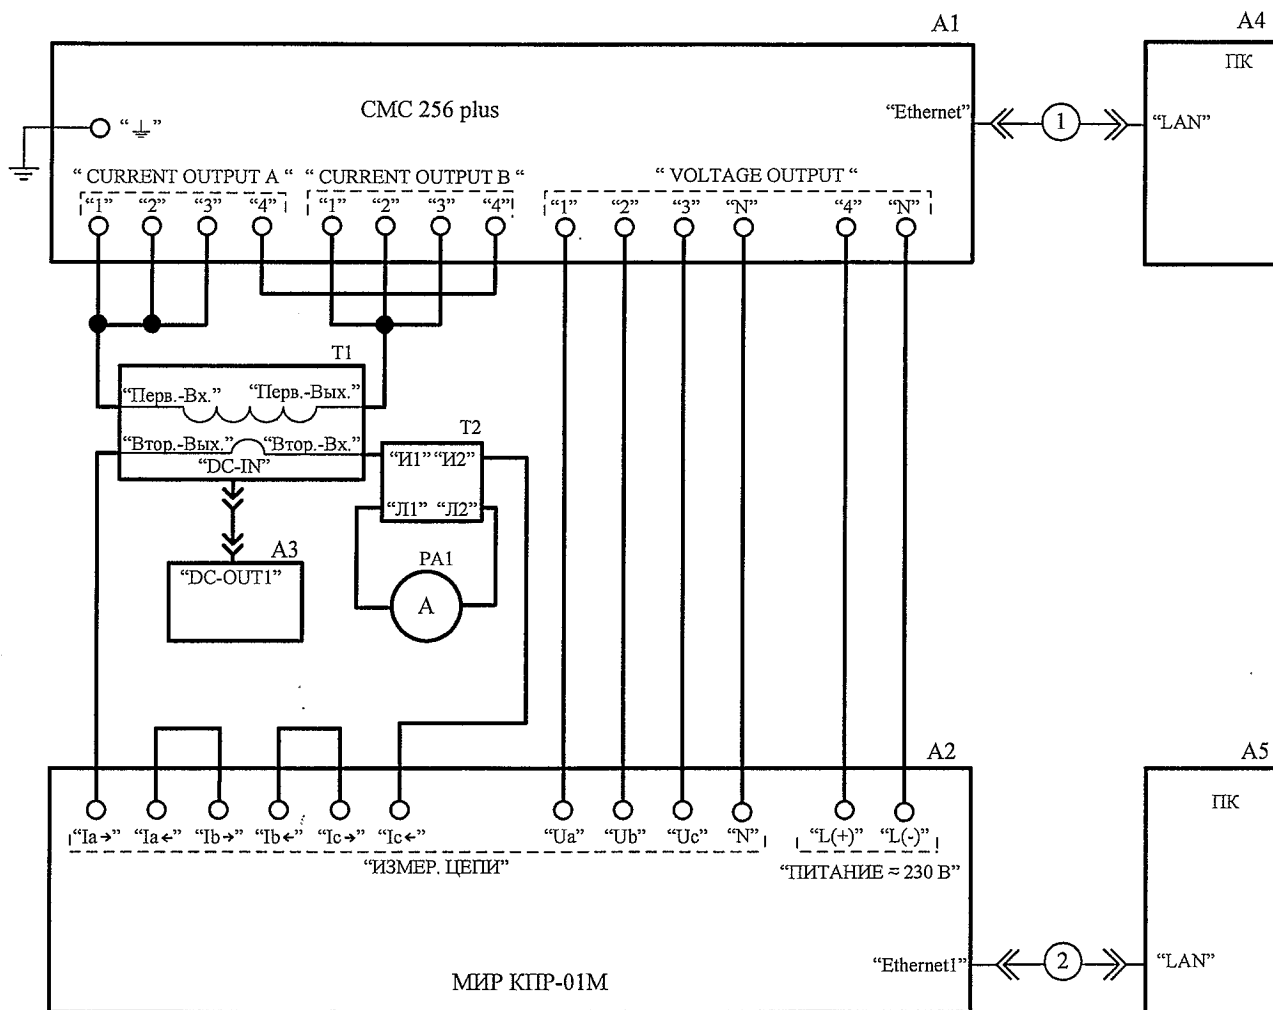 A1
A4
ПК
СМС 256 plus
“Ethernet”
1
“LAN”
“⏚”
“ CURRENT OUTPUT A “
“ CURRENT OUTPUT B “
“ VOLTAGE OUTPUT “
“1” “2” “3” “4”
“1” “2” “3” “4”
“1” “2” “3” “N” “4” “N”
T1
“Перв.-Вх.” “Перв.-Вых.”
“Втор.-Вых.” “Втор.-Вх.”
“DC-IN”
T2
“И1” “И2”
“Л1” “Л2”
A3
“DC-OUT1”
PA1
A
A2
A5
ПК
“Ia→” “Ia←” “Ib→” “Ib←” “Ic→” “Ic←” “Ua” “Ub” “Uc” “N” “L(+)” “L(-)”
“ИЗМЕР. ЦЕПИ”
“ПИТАНИЕ ≈ 230 В”
“Ethernet1”
2
“LAN”
МИР КПР-01М